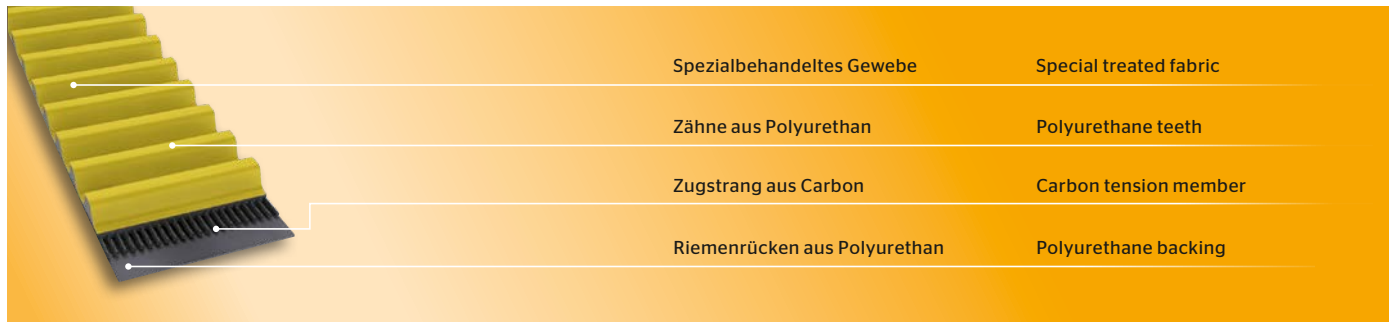 Spezialbehandeltes Gewebe Special treated fabric
Zähne aus Polyurethan Polyurethane teeth
Zugstrang aus Carbon Carbon tension member
Riemenrücken aus Polyurethan Polyurethane backing